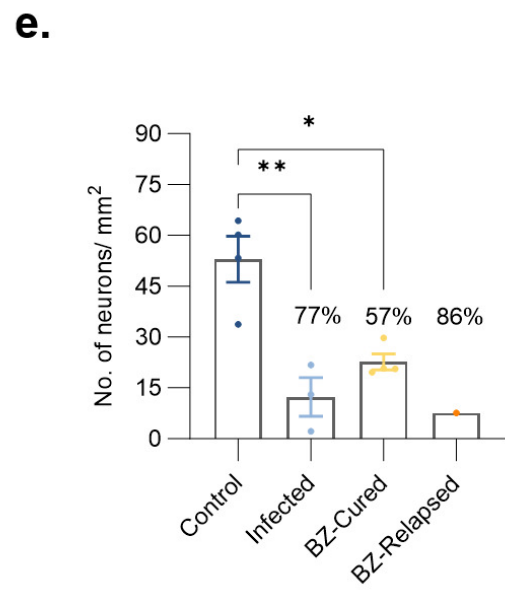 e.
No. of neurons/ mm²
90
75
60
45
30
15
0
*
**
77% 57% 86%
Control
Infected
BZ-Cured
BZ-Relapsed